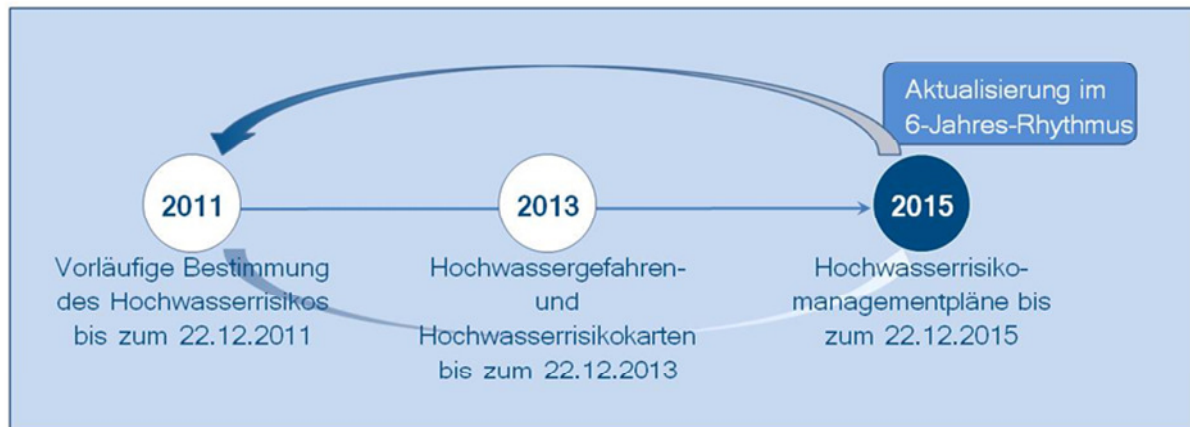 Aktualisierung im
6-Jahres-Rhythmus
2011
Vorläufige Bestimmung
des Hochwasserrisikos
bis zum 22.12.2011
2013
Hochwassergefahren-
und
Hochwasserrisikokarten
bis zum 22.12.2013
2015
Hochwasserrisiko-
managementpläne bis
zum 22.12.2015